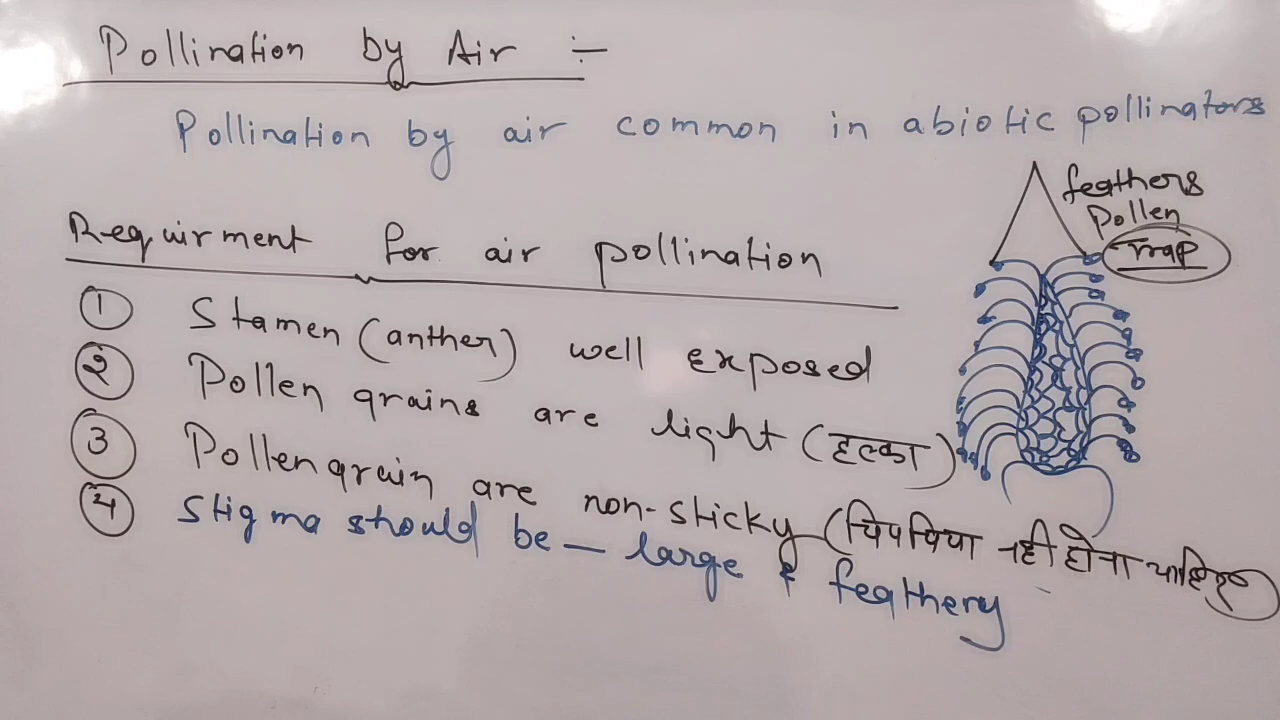 Pollination by Air :-
Pollination by air common in abiotic pollinators
feathers
Pollen
Trap
Requirment for air pollination
1 Stamen (anther) well exposed
2 Pollen grains are light (हल्का)
3 Pollen grain are non-sticky (चिपचिपा नही होना चाहिए)
4 Stigma should be — large & feathery